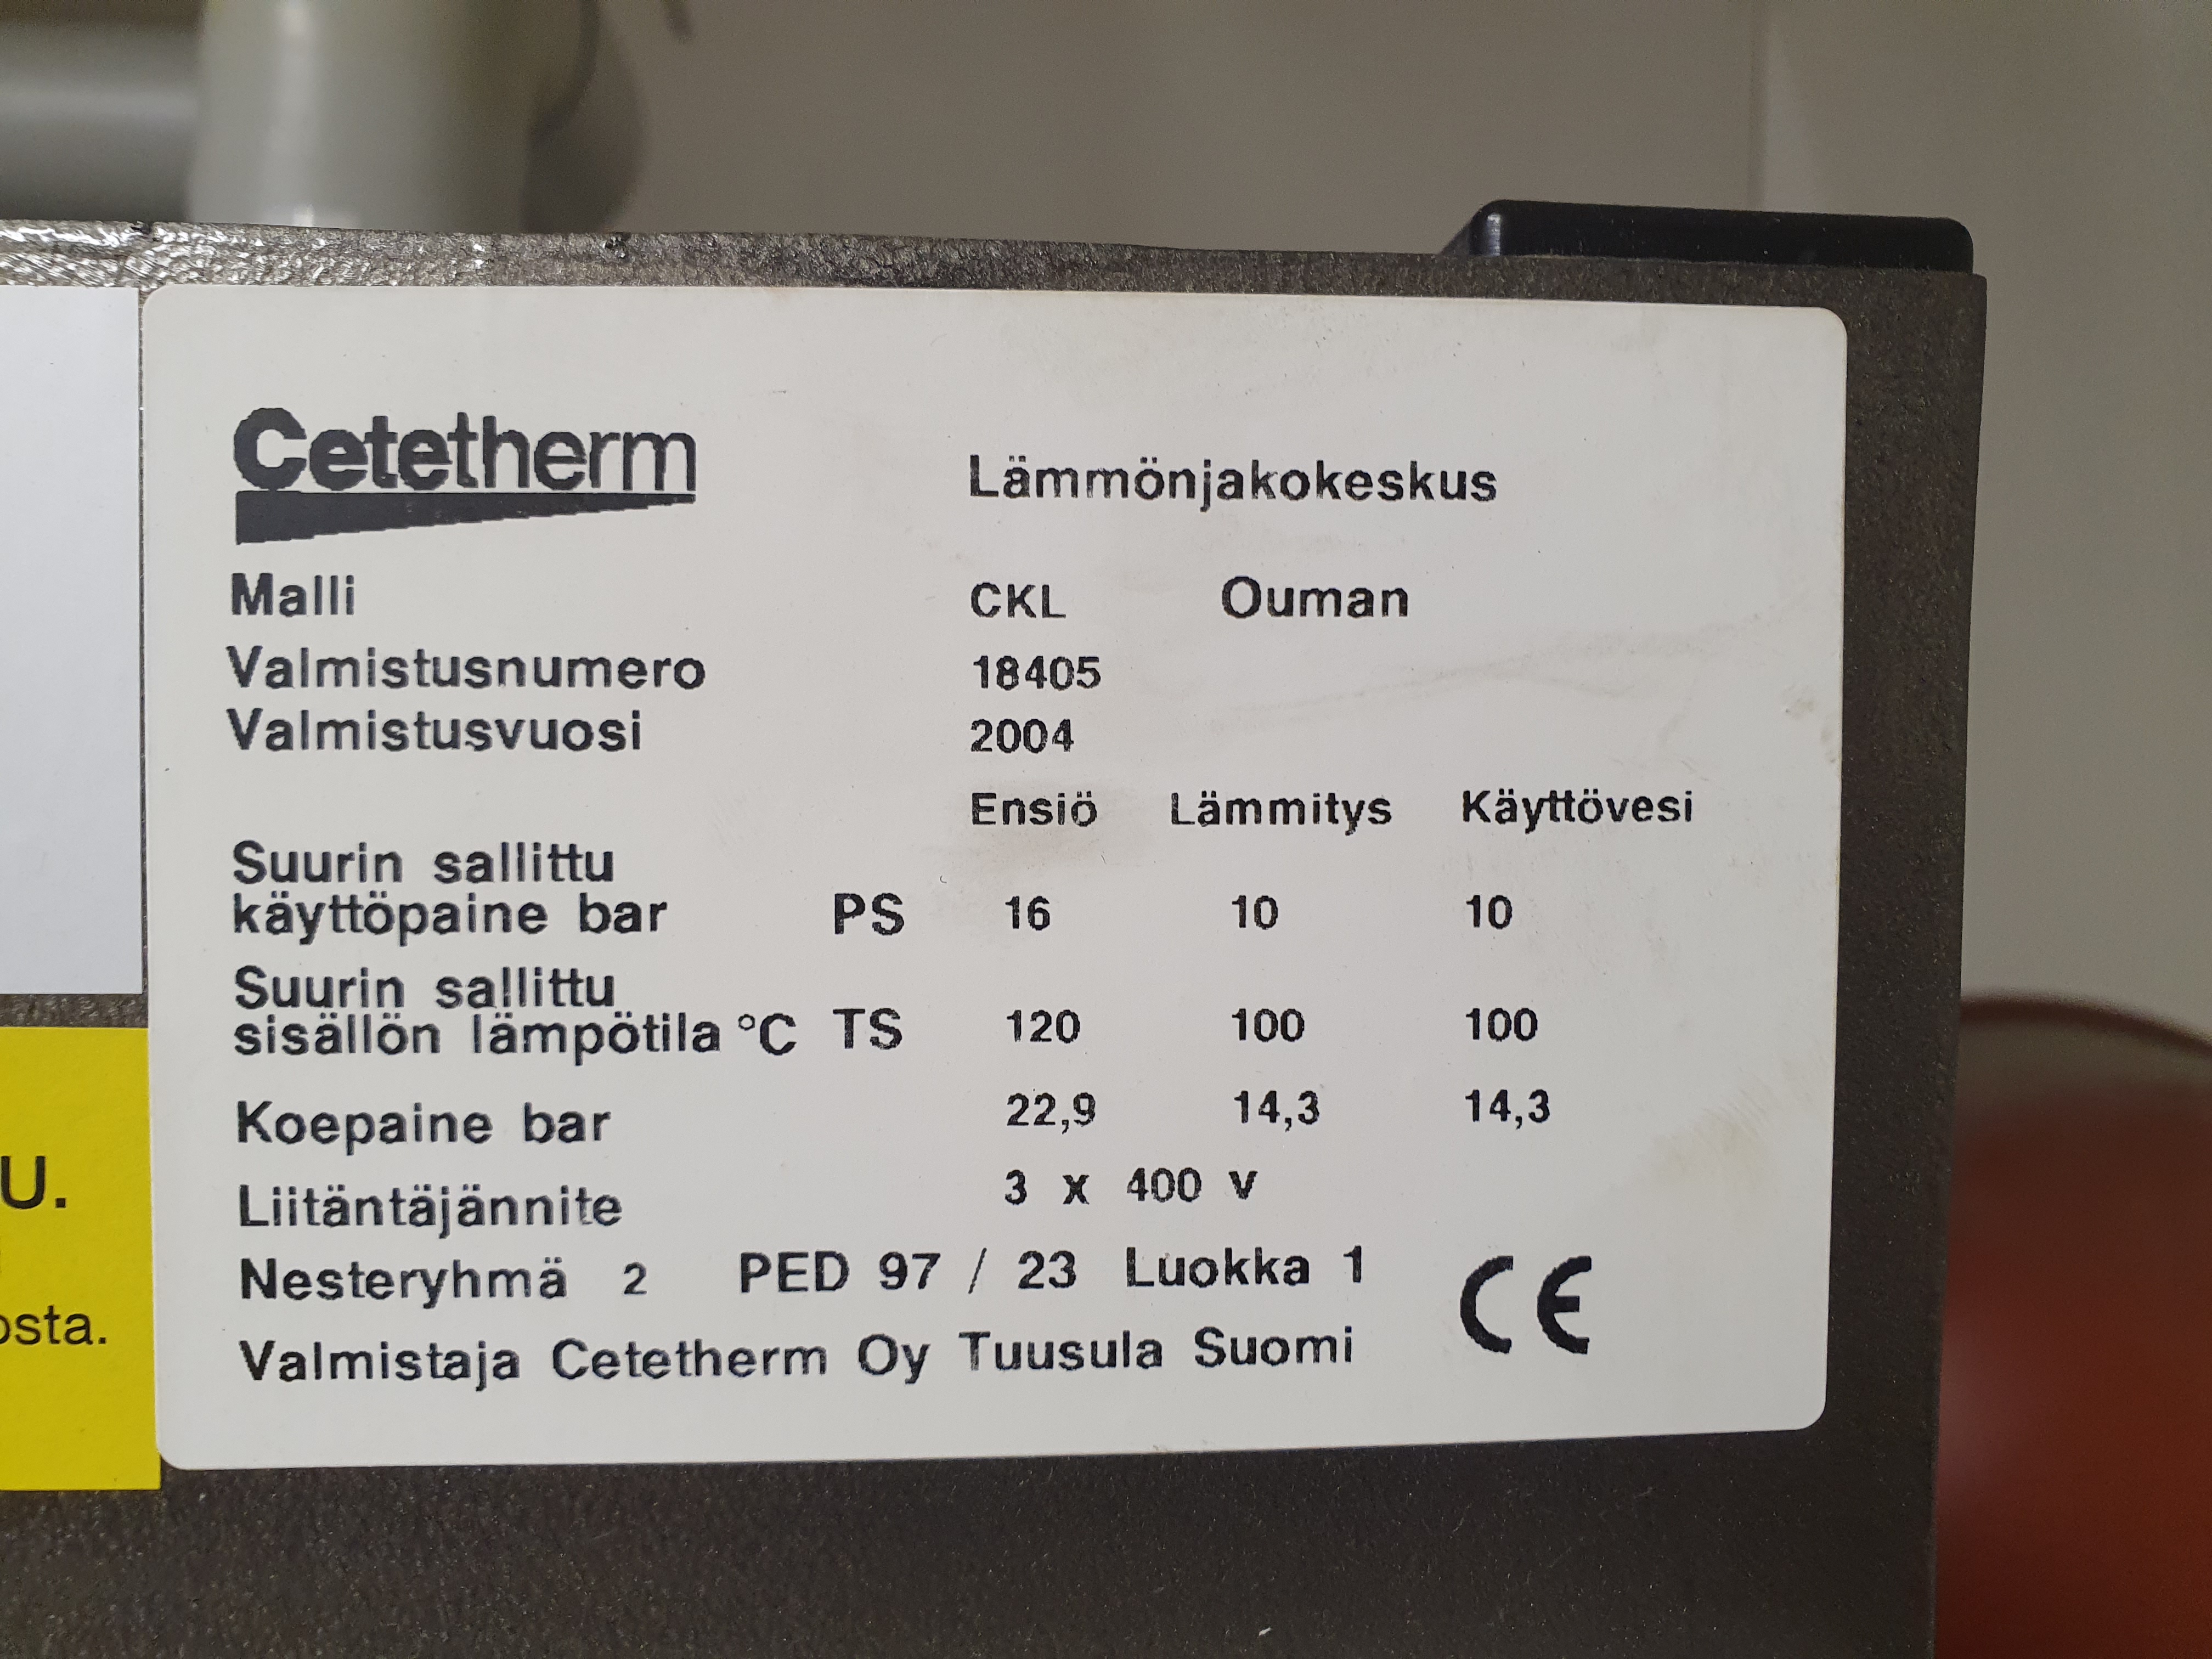 Cetetherm
Lämmönjakokeskus
Malli CKL Ouman
Valmistusnumero 18405
Valmistusvuosi 2004
Ensiö Lämmitys Käyttövesi
Suurin sallittu
käyttöpaine bar PS 16 10 10
Suurin sallittu
sisällön lämpötila °C TS 120 100 100
Koepaine bar 22,9 14,3 14,3
Liitäntäjännite 3 x 400 v
Nesteryhmä 2 PED 97 / 23 Luokka 1
Valmistaja Cetetherm Oy Tuusula Suomi
CE
U.
osta.